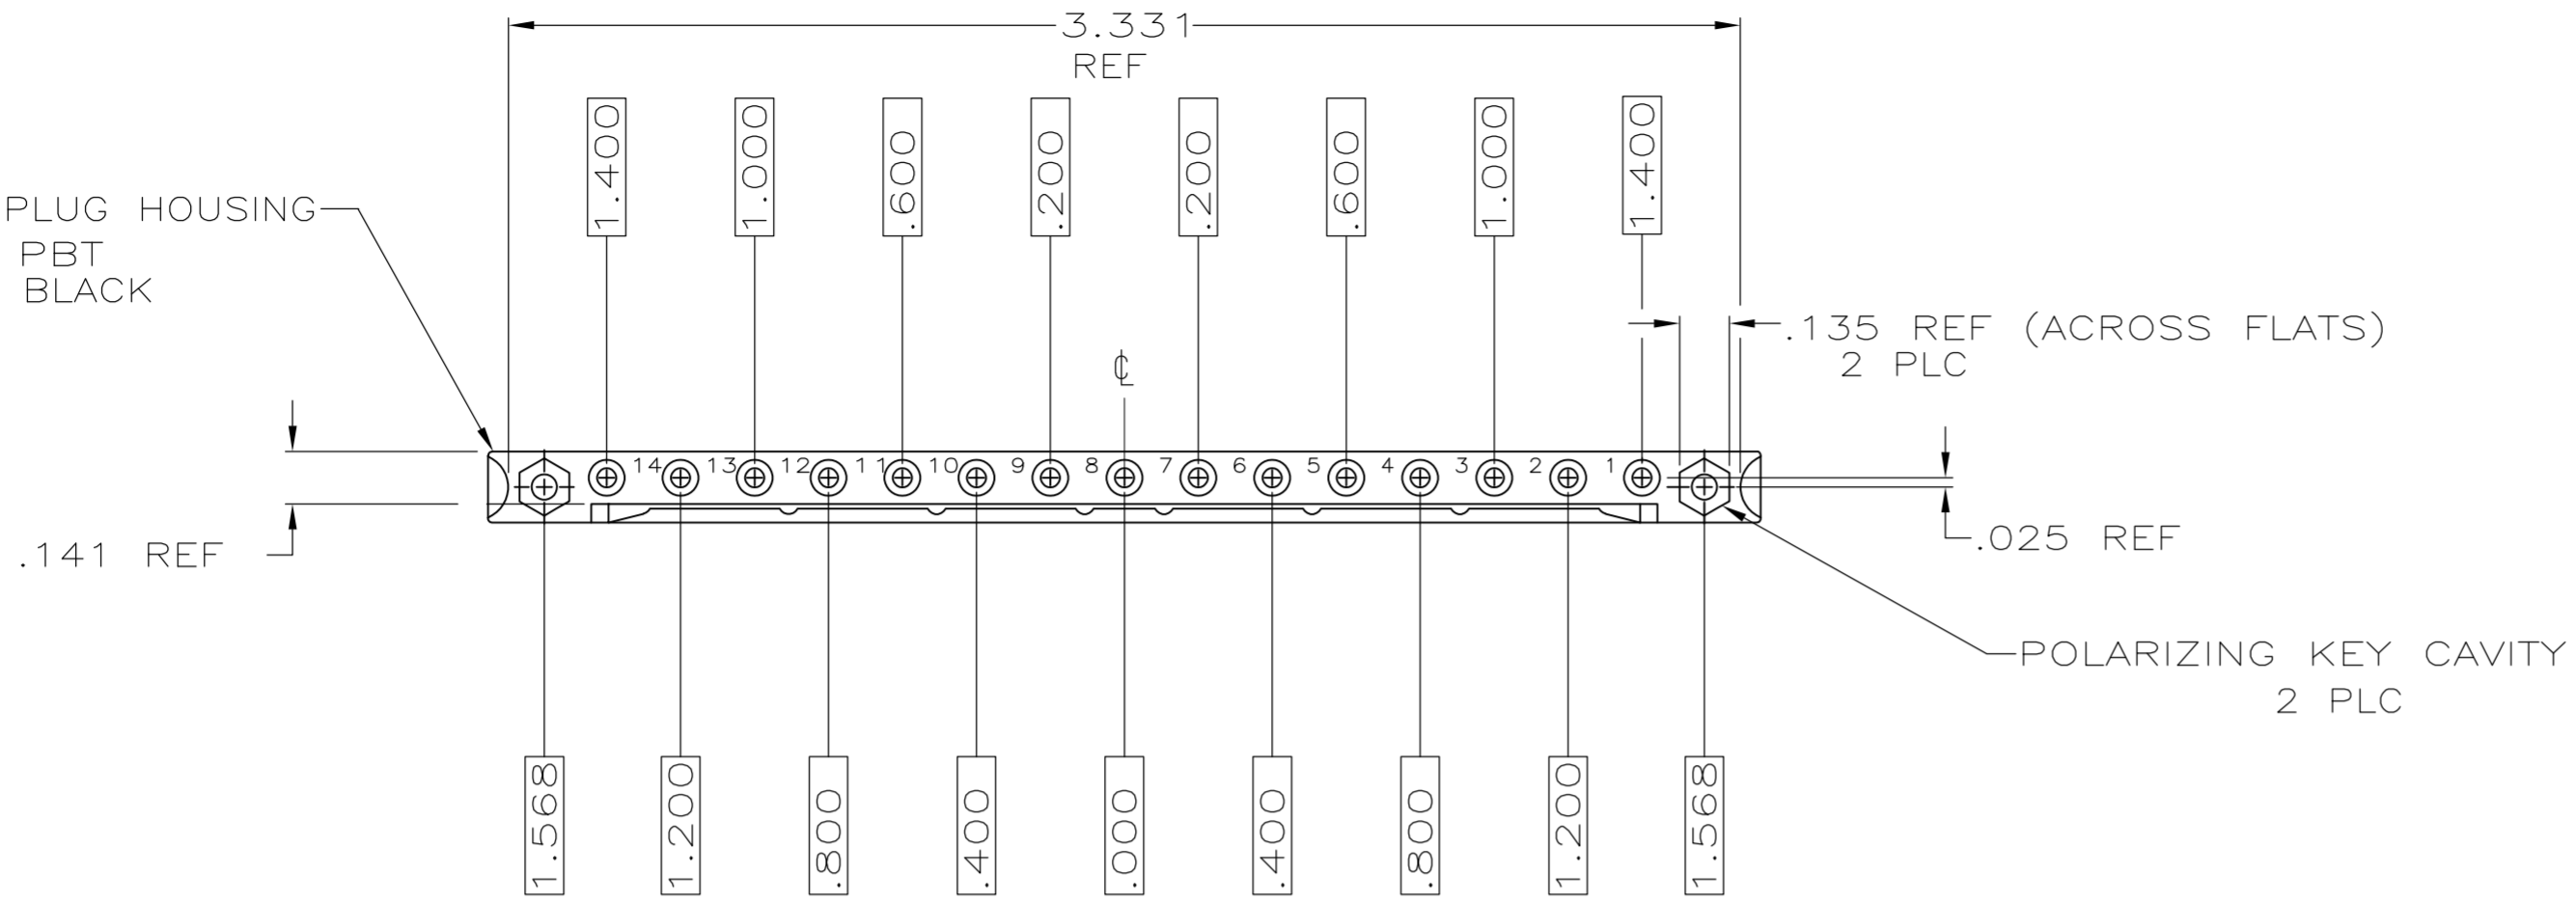 3.331
REF
1.400
1.000
.600
.200
.200
.600
1.000
1.400
PLUG HOUSING
PBT
BLACK
.135 REF (ACROSS FLATS)
2 PLC
℄
14 13 12 11 10 9 8 7 6 5 4 3 2 1
.141 REF
.025 REF
POLARIZING KEY CAVITY
2 PLC
1.568
1.200
.800
.400
.000
.400
.800
1.200
1.568